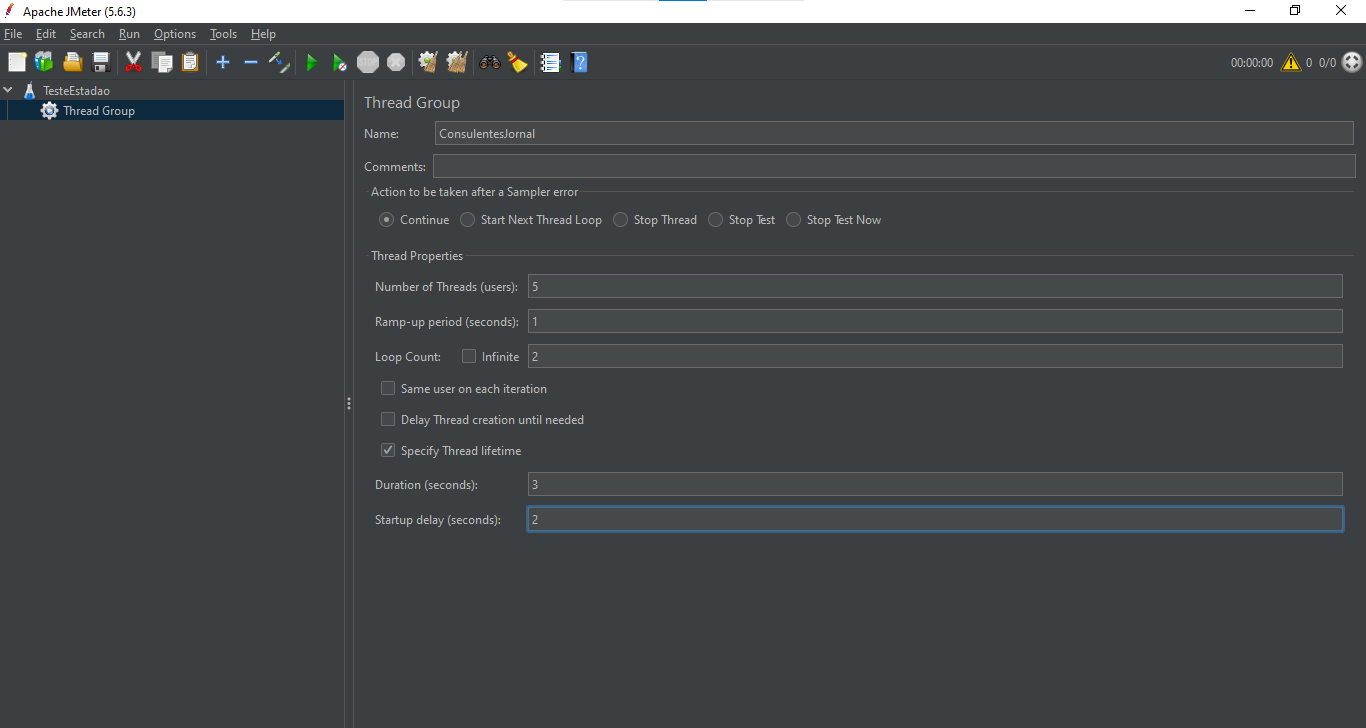 Apache JMeter (5.6.3)
File Edit Search Run Options Tools Help
STOP
00:00:00 0 0/0
TesteEstadao
Thread Group
Thread Group
Name: ConsulentesJornal
Comments:
Action to be taken after a Sampler error
Continue Start Next Thread Loop Stop Thread Stop Test Stop Test Now
Thread Properties
Number of Threads (users): 5
Ramp-up period (seconds): 1
Loop Count: Infinite 2
Same user on each iteration
Delay Thread creation until needed
Specify Thread lifetime
Duration (seconds): 3
Startup delay (seconds): 2